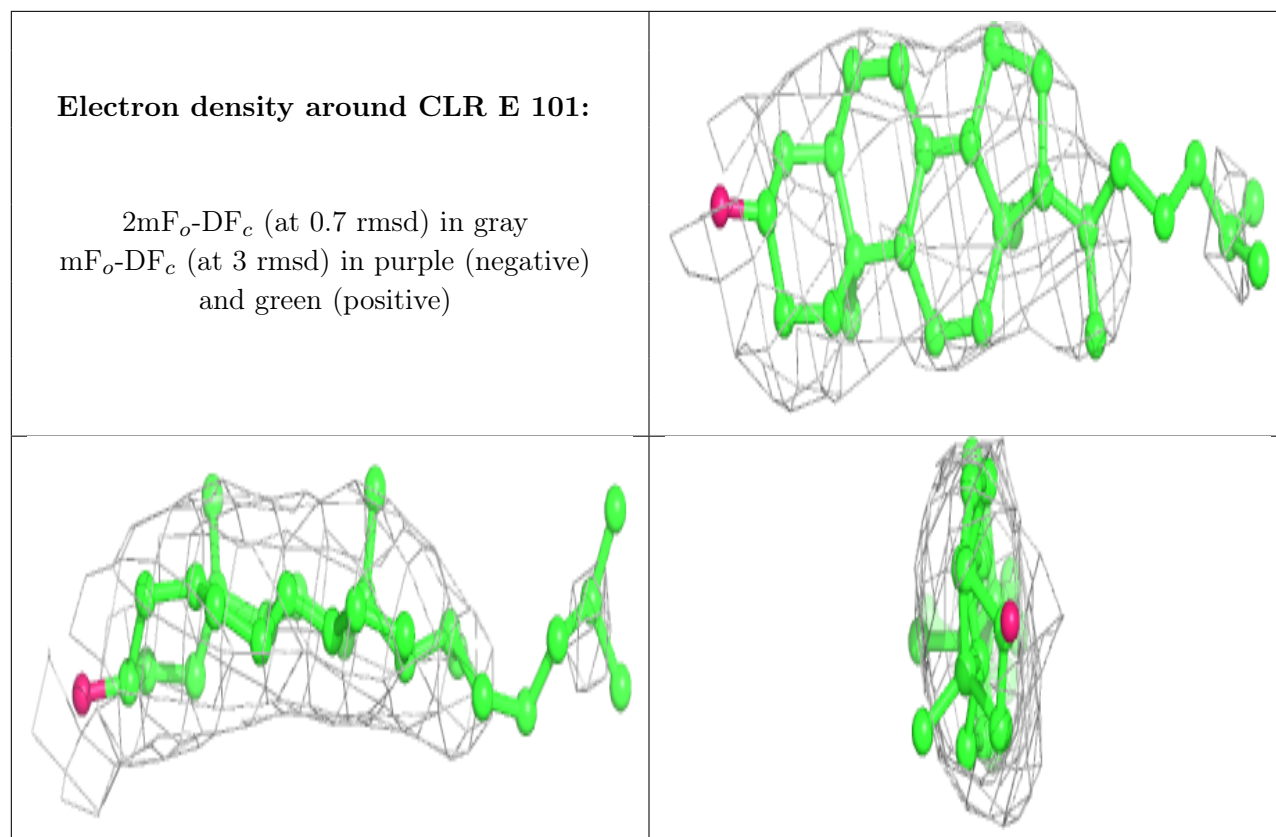 Electron density around CLR E 101:
2mFₒ-DF𝒸 (at 0.7 rmsd) in gray
mFₒ-DF𝒸 (at 3 rmsd) in purple (negative)
and green (positive)